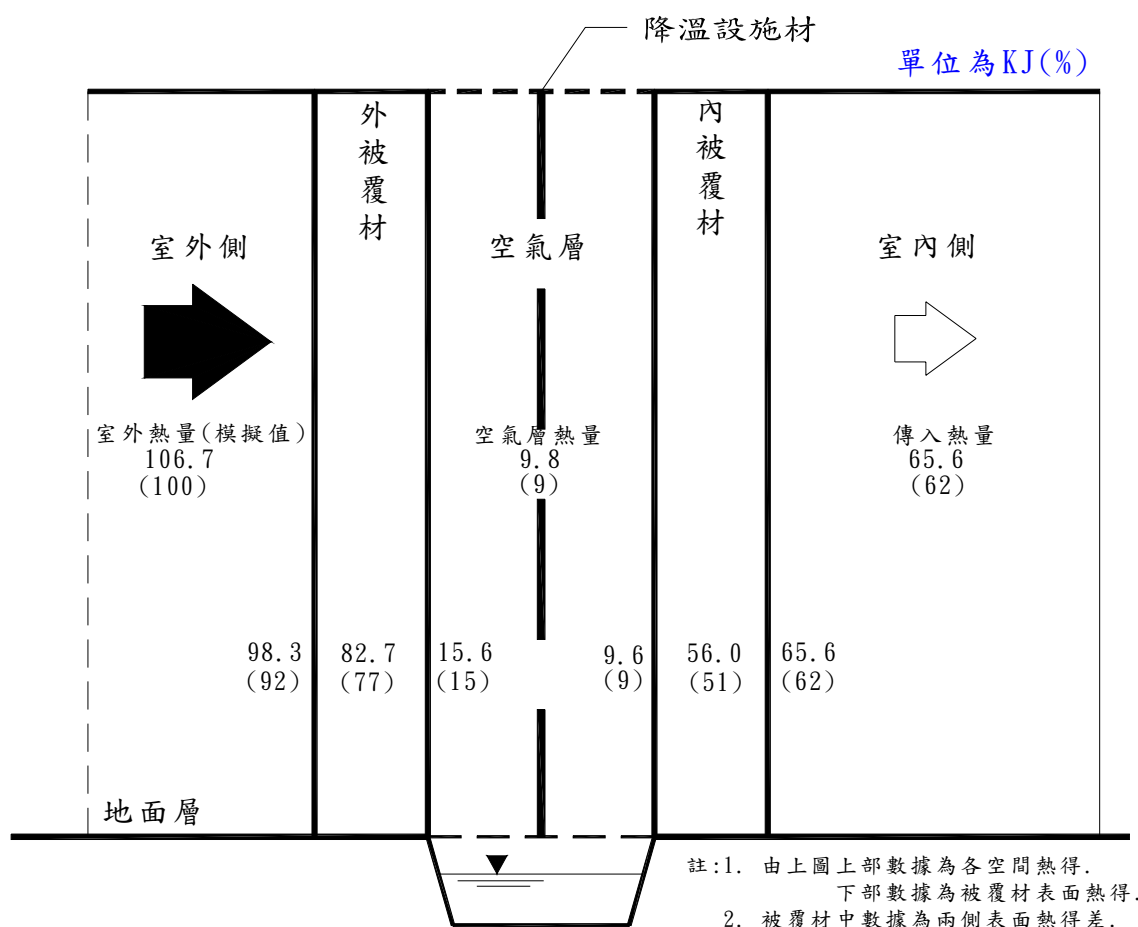 降溫設施材
單位為KJ(%)
外被覆材
內被覆材
室外側
空氣層
室內側
室外熱量(模擬值)
106.7
(100)
空氣層熱量
9.8
(9)
傳入熱量
65.6
(62)
98.3
(92)
82.7
(77)
15.6
(15)
9.6
(9)
56.0
(51)
65.6
(62)
地面層
註:1. 由上圖上部數據為各空間熱得.
下部數據為被覆材表面熱得.
2. 被覆材中數據為兩側表面熱得差.